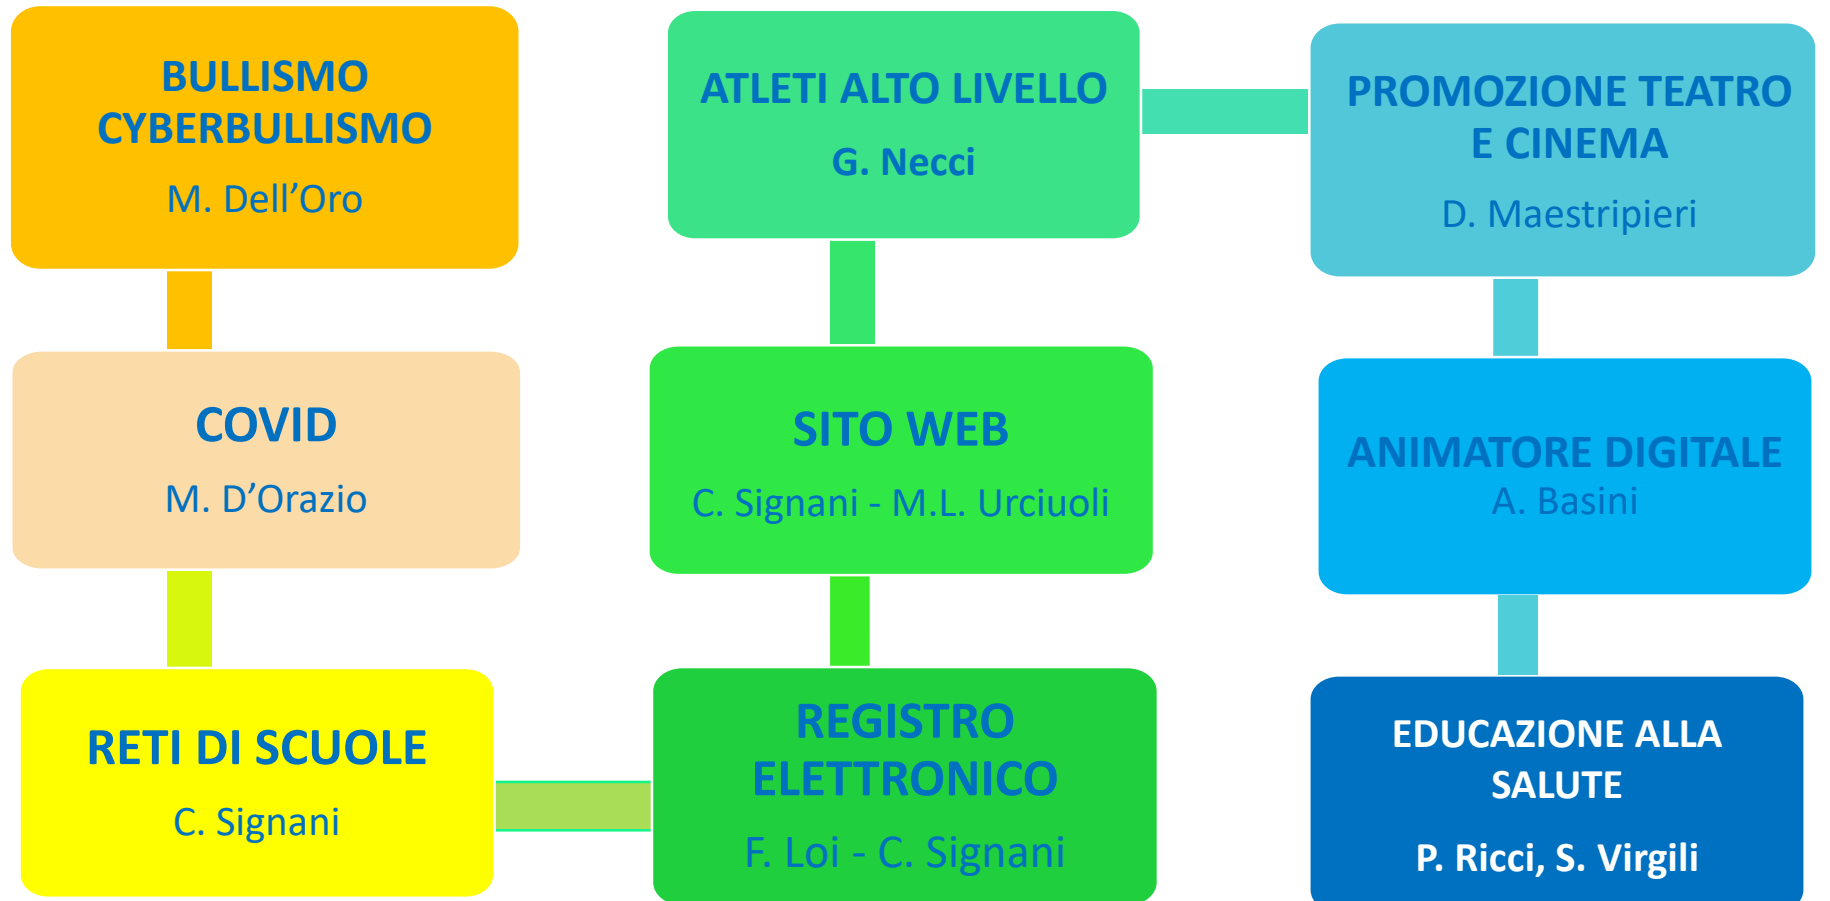 BULLISMO
CYBERBULLISMO
M. Dell’Oro
COVID
M. D’Orazio
RETI DI SCUOLE
C. Signani
REGISTRO
ELETTRONICO
F. Loi - C. Signani
SITO WEB
C. Signani - M.L. Urciuoli
ATLETI ALTO LIVELLO
G. Necci
PROMOZIONE TEATRO
E CINEMA
D. Maestripieri
ANIMATORE DIGITALE
A. Basini
EDUCAZIONE ALLA
SALUTE
P. Ricci, S. Virgili